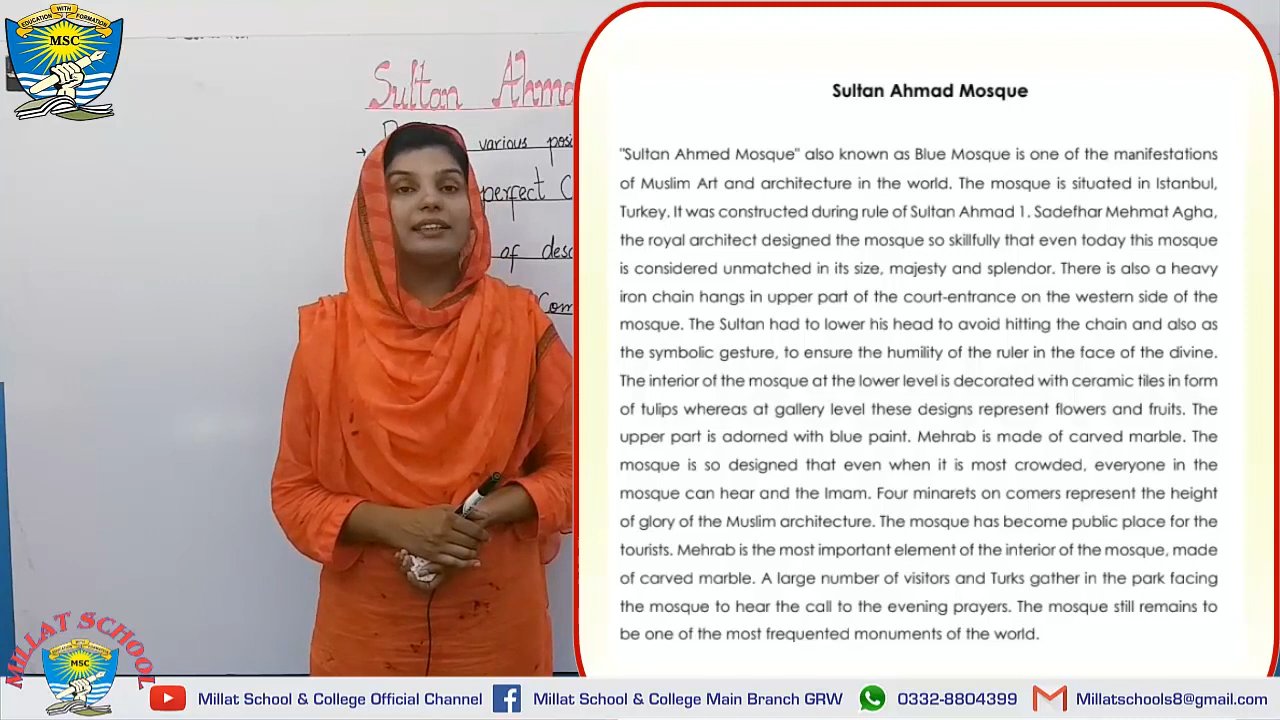 EDUCATION WITH FORMATION
MSC
Sultan Ahma
various posi
perfect C
of desc
Com
Sultan Ahmad Mosque
"Sultan Ahmed Mosque" also known as Blue Mosque is one of the manifestations
of Muslim Art and architecture in the world. The mosque is situated in Istanbul,
Turkey. It was constructed during rule of Sultan Ahmad 1. Sadefhar Mehmat Agha,
the royal architect designed the mosque so skillfully that even today this mosque
is considered unmatched in its size, majesty and splendor. There is also a heavy
iron chain hangs in upper part of the court-entrance on the western side of the
mosque. The Sultan had to lower his head to avoid hitting the chain and also as
the symbolic gesture, to ensure the humility of the ruler in the face of the divine.
The interior of the mosque at the lower level is decorated with ceramic tiles in form
of tulips whereas at gallery level these designs represent flowers and fruits. The
upper part is adorned with blue paint. Mehrab is made of carved marble. The
mosque is so designed that even when it is most crowded, everyone in the
mosque can hear and the Imam. Four minarets on comers represent the height
of glory of the Muslim architecture. The mosque has become public place for the
tourists. Mehrab is the most important element of the interior of the mosque, made
of carved marble. A large number of visitors and Turks gather in the park facing
the mosque to hear the call to the evening prayers. The mosque still remains to
be one of the most frequented monuments of the world.
MILLAT SCHOOL
MSC
Millat School & College Official Channel
Millat School & College Main Branch GRW
0332-8804399
Millatschools8@gmail.com